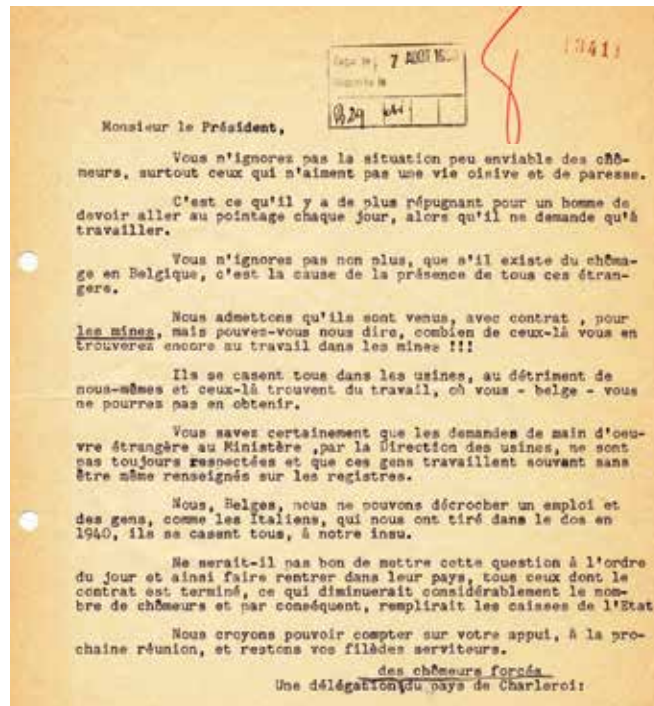 7 AOUT
13411
B29
Monsieur le Président,
Vous n'ignorez pas la situation peu enviable des chô-
meurs, surtout ceux qui n'aiment pas une vie oisive et de paresse.
C'est ce qu'il y a de plus répugnant pour un homme de
devoir aller au pointage chaque jour, alors qu'il ne demande qu'à
travailler.
Vous n'ignorez pas non plus, que s'il existe du chôma-
ge en Belgique, c'est la cause de la présence de tous ces étran-
gers.
Nous admettons qu'ils sont venus, avec contrat , pour
les mines, mais pouvez-vous nous dire, combien de ceux-là vous en
trouverez encore au travail dans les mines !!!
Ils se casent tous dans les usines, au détriment de
nous-mêmes et ceux-là trouvent du travail, où vous - belge - vous
ne pourrez pas en obtenir.
Vous savez certainement que les demandes de main d'oeu-
vre étrangère au Ministère ,par la Direction des usines, ne sont
pas toujours respectées et que ces gens travaillent souvant sans
être même renseignés sur les registres.
Nous, Belges, nous ne pouvons décrocher un emploi et
des gens, comme les Italiens, qui nous ont tiré dans le dos en
1940, ils se casent tous, à notre insu.
Ne serait-il pas bon de mettre cette question à l'ordre
du jour et ainsi faire rentrer dans leur pays, tous ceux dont le
contrat est terminé, ce qui diminuerait considérablement le nom-
bre de chômeurs et par conséquent, remplirait les caisses de l'Etat
Nous croyons pouvoir compter sur votre appui, à la pro-
chaine réunion, et restons vos filèdes serviteurs.
des chômeurs forcés
Une délégation du pays de Charleroi: